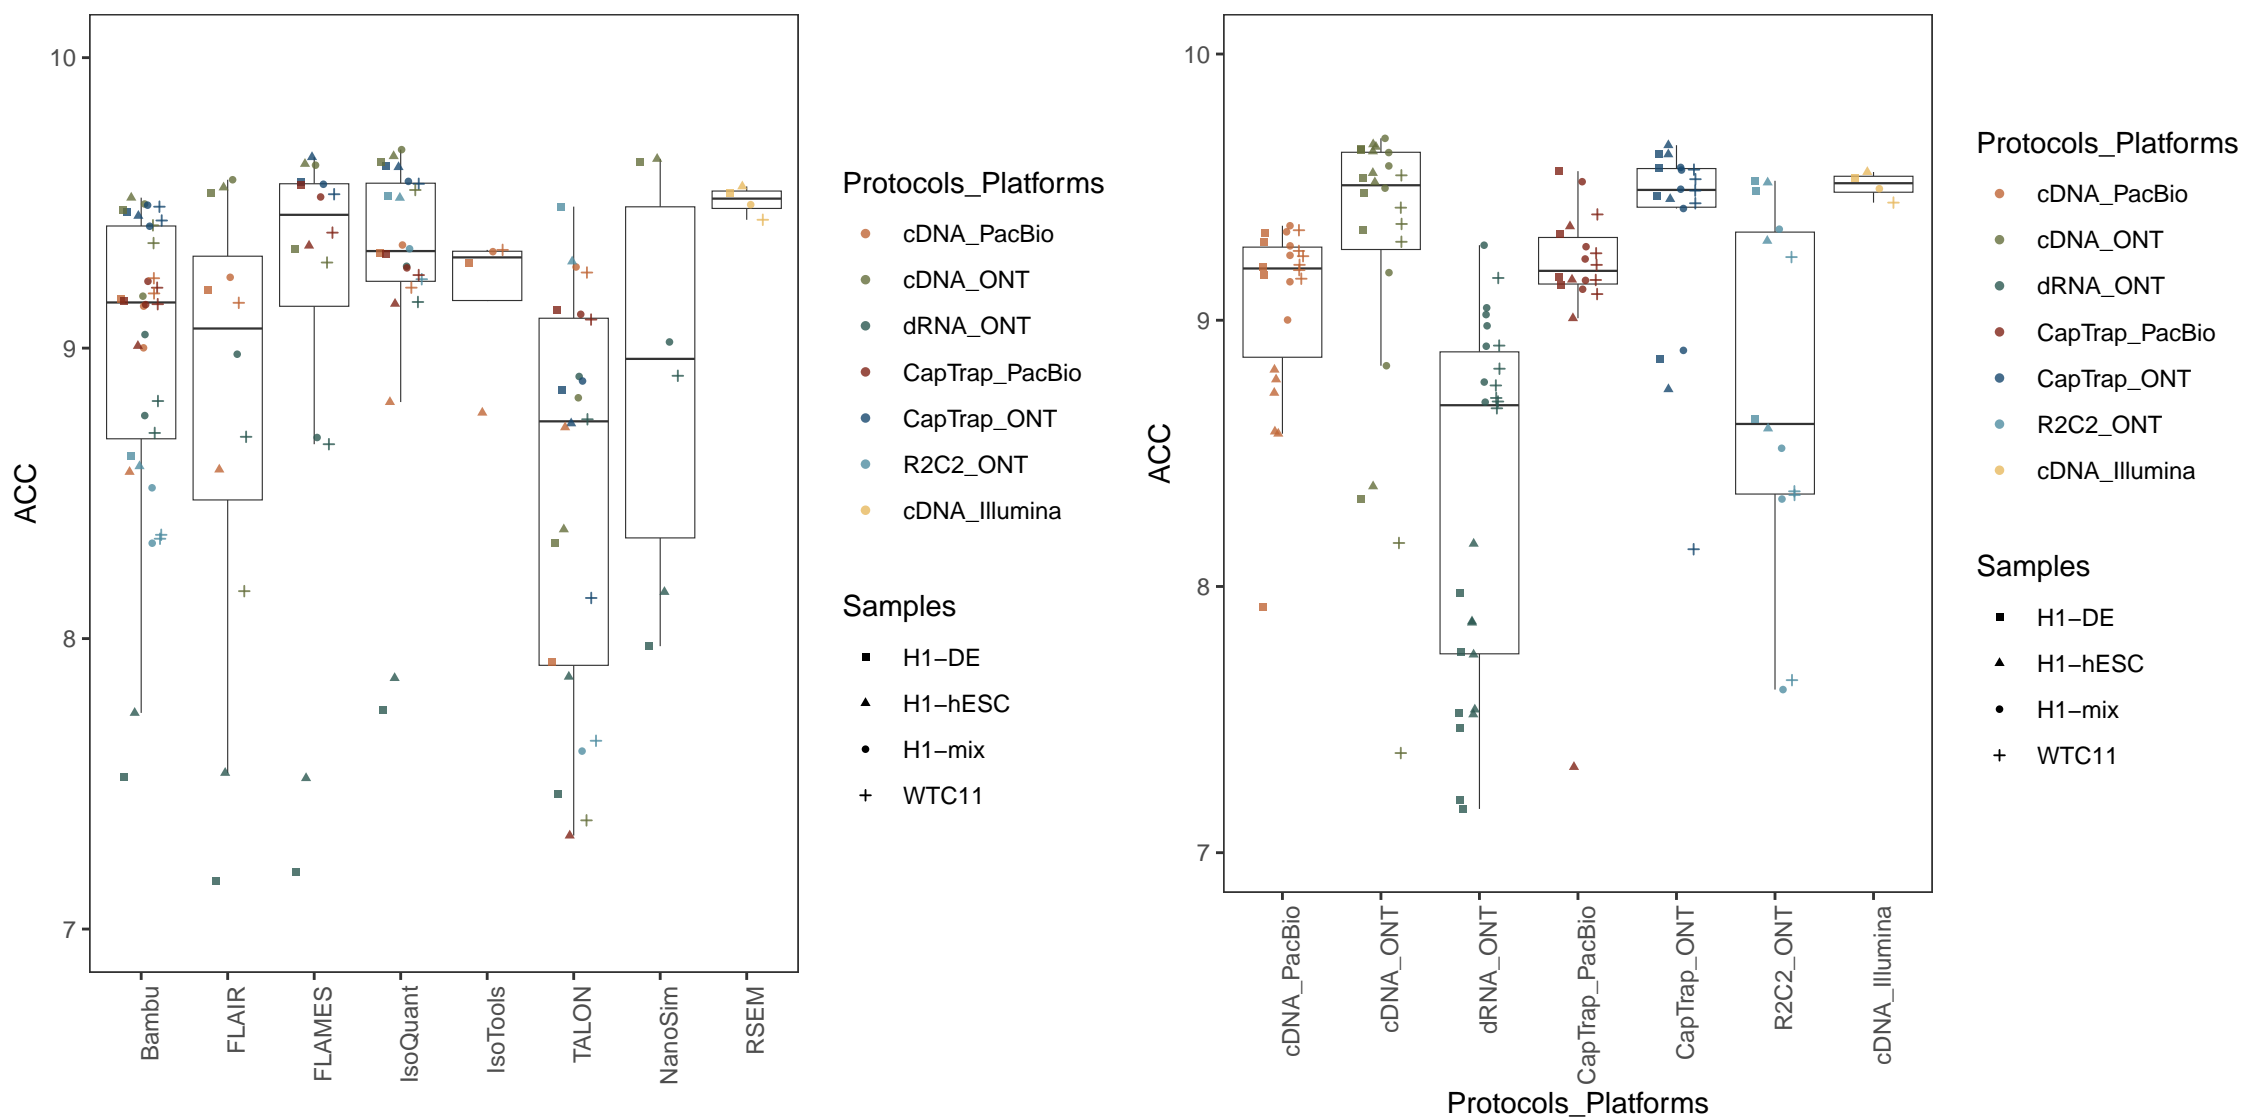 ACC
10
9
8
7
Bambu
FLAIR
FLAMES
IsoQuant
IsoTools
TALON
NanoSim
RSEM
Protocols_Platforms
cDNA_PacBio
cDNA_ONT
dRNA_ONT
CapTrap_PacBio
CapTrap_ONT
R2C2_ONT
cDNA_Illumina
Samples
H1−DE
H1−hESC
H1−mix
WTC11
ACC
10
9
8
7
cDNA_PacBio
cDNA_ONT
dRNA_ONT
CapTrap_PacBio
CapTrap_ONT
R2C2_ONT
cDNA_Illumina
Protocols_Platforms
Protocols_Platforms
cDNA_PacBio
cDNA_ONT
dRNA_ONT
CapTrap_PacBio
CapTrap_ONT
R2C2_ONT
cDNA_Illumina
Samples
H1−DE
H1−hESC
H1−mix
WTC11